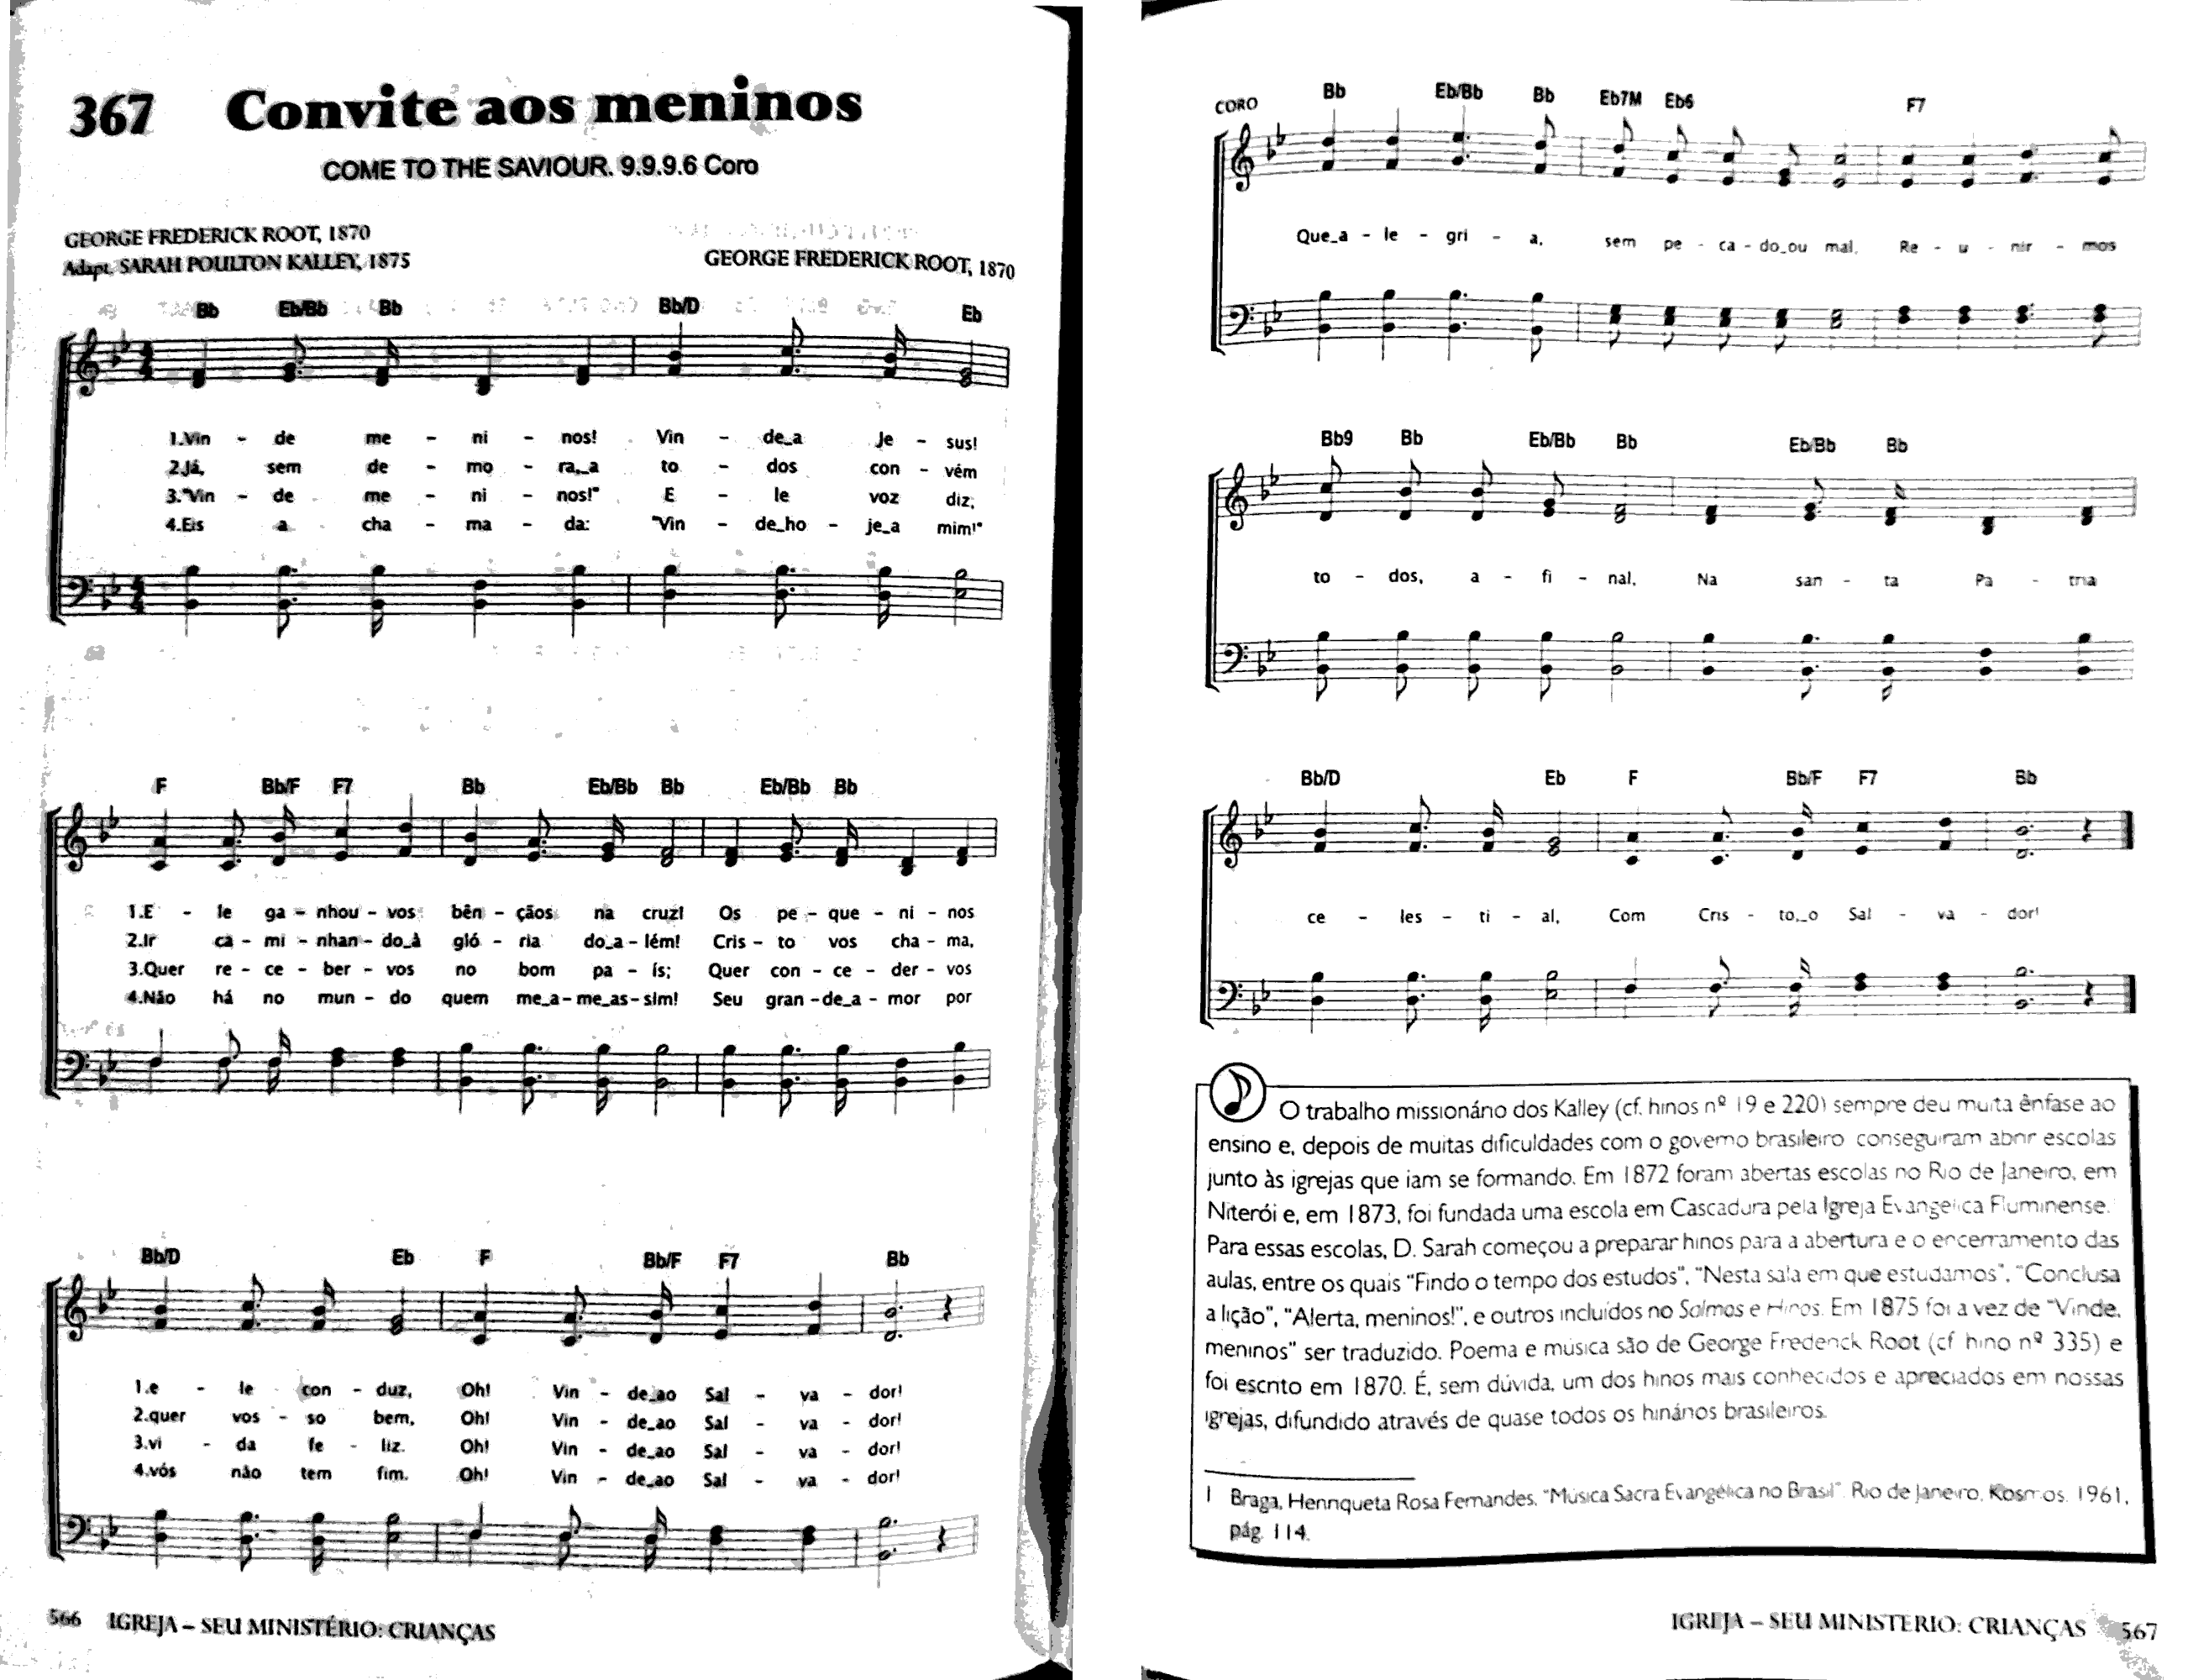 367 Convite aos meninos
COME TO THE SAVIOUR. 9.9.9.6 Coro
GEORGE FREDERICK ROOT, 1870
Adapt. SARAH POULTON KALLEY, 1875
GEORGE FREDERICK ROOT, 1870
Bb Eb/Bb Bb Bb/D Eb
1.Vin - de me - ni - nos! Vin - de_a Je - sus!
2.Já, sem de - mo - ra,_a to - dos con - vém
3."Vin - de me - ni - nos!" E - le voz diz;
4.Eis a cha - ma - da: "Vin - de_ho - je_a mim!"
F Bb/F F7 Bb Eb/Bb Bb Eb/Bb Bb
1.E - le ga - nhou - vos bên - çãos na cruz! Os pe - que - ni - nos
2.Ir ca - mi - nhan - do_à gló - ria do_a - lém! Cris - to vos cha - ma,
3.Quer re - ce - ber - vos no bom pa - ís; Quer con - ce - der - vos
4.Não há no mun - do quem me_a - me_as - sim! Seu gran - de_a - mor por
Bb/D Eb F Bb/F F7 Bb
1.e - le con - duz, Oh! Vin - de_ao Sal - va - dor!
2.quer vos - so bem, Oh! Vin - de_ao Sal - va - dor!
3.vi - da fe - liz. Oh! Vin - de_ao Sal - va - dor!
4.vós não tem fim. Oh! Vin - de_ao Sal - va - dor!
566 IGREJA – SEU MINISTÉRIO: CRIANÇAS
CORO Bb Eb/Bb Bb Eb7M Eb6 F7
Que_a - le - gri - a, sem pe - ca - do_ou mal, Re - u - nir - mos
Bb9 Bb Eb/Bb Bb Eb/Bb Bb
to - dos, a - fi - nal, Na san - ta Pá - tria
Bb/D Eb F Bb/F F7 Bb
ce - les - ti - al, Com Cris - to,_o Sal - va - dor!
O trabalho missionário dos Kalley (cf. hinos nº 19 e 220) sempre deu muita ênfase ao
ensino e, depois de muitas dificuldades com o governo brasileiro conseguiram abrir escolas
junto às igrejas que iam se formando. Em 1872 foram abertas escolas no Rio de Janeiro, em
Niterói e, em 1873, foi fundada uma escola em Cascadura pela Igreja Evangélica Fluminense.
Para essas escolas, D. Sarah começou a preparar hinos para a abertura e o encerramento das
aulas, entre os quais "Findo o tempo dos estudos", "Nesta sala em que estudamos", "Conclusa
a lição", "Alerta, meninos!", e outros incluídos no Salmos e Hinos. Em 1875 foi a vez de "Vinde,
meninos" ser traduzido. Poema e música são de George Frederick Root (cf hino nº 335) e
foi escrito em 1870. É, sem dúvida, um dos hinos mais conhecidos e apreciados em nossas
igrejas, difundido através de quase todos os hinários brasileiros.
1 Braga, Henriqueta Rosa Fernandes, "Música Sacra Evangélica no Brasil". Rio de Janeiro, Kosmos, 1961,
pág. 114.
IGREJA – SEU MINISTÉRIO: CRIANÇAS 567